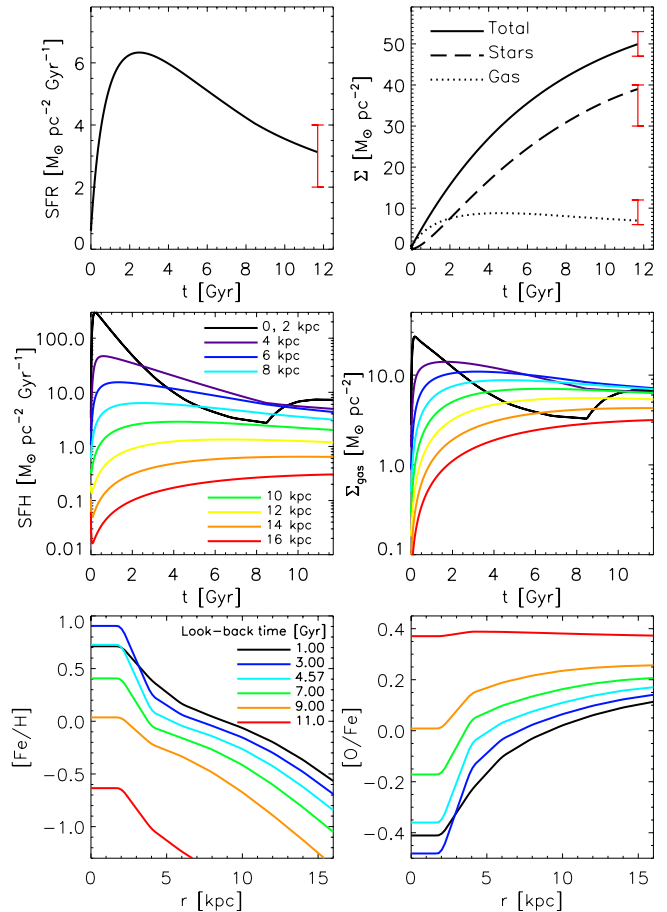 SFR [M⊙ pc⁻² Gyr⁻¹]
6
4
2
0
0 2 4 6 8 10 12
t [Gyr]
Σ [M⊙ pc⁻²]
Total
Stars
Gas
50
40
30
20
10
0
0 2 4 6 8 10 12
t [Gyr]
SFH [M⊙ pc⁻² Gyr⁻¹]
100.0
10.0
1.0
0.1
0.01
0, 2 kpc
4 kpc
6 kpc
8 kpc
10 kpc
12 kpc
14 kpc
16 kpc
0 2 4 6 8 10
t [Gyr]
Σgas [M⊙ pc⁻²]
10.0
1.0
0.1
0 2 4 6 8 10
t [Gyr]
[Fe/H]
1.0
0.5
0.0
−0.5
−1.0
Look−back time [Gyr]
1.00
3.00
4.57
7.00
9.00
11.0
0 5 10 15
r [kpc]
[O/Fe]
0.4
0.2
0.0
−0.2
−0.4
0 5 10 15
r [kpc]